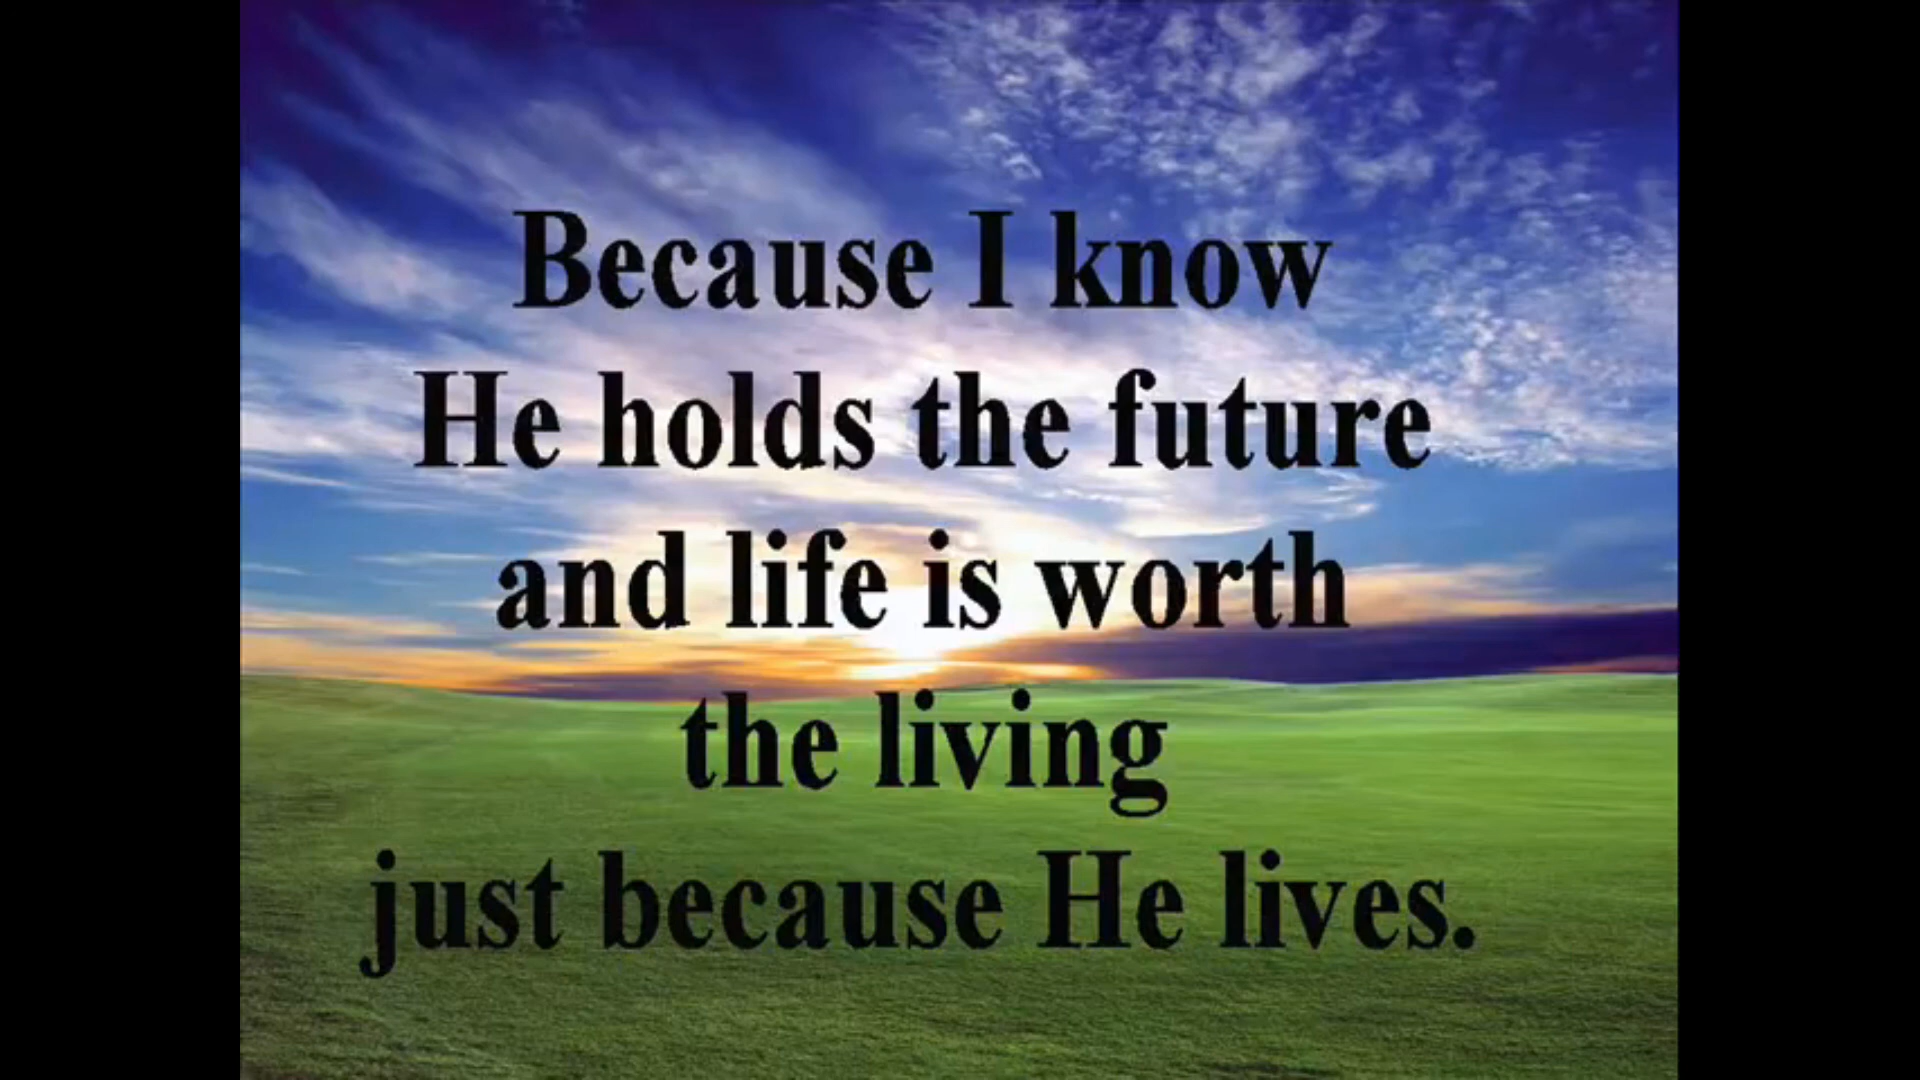 Because I know
He holds the future
and life is worth
the living
just because He lives.